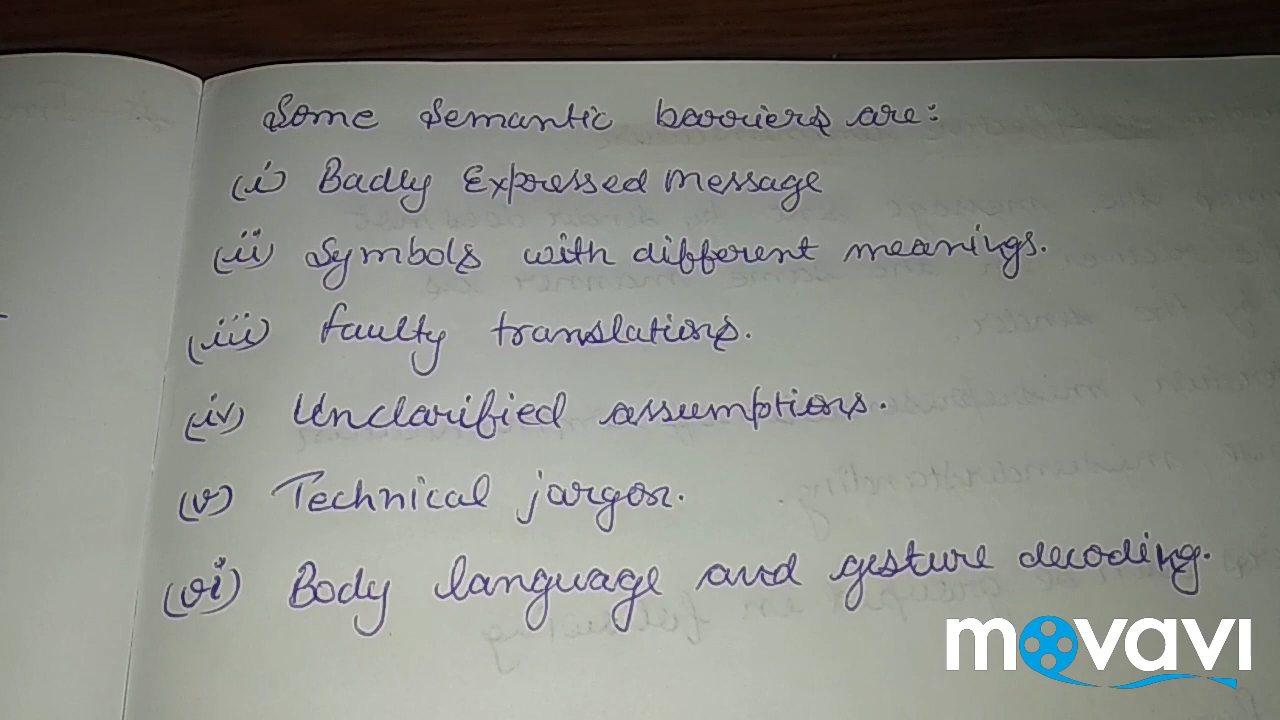 Some Semantic barriers are:
(i) Badly Expressed Message
(ii) Symbols with different meanings.
(iii) Faulty translations.
(iv) Unclarified assumptions.
(v) Technical jargon.
(vi) Body language and gesture decoding.
movavi